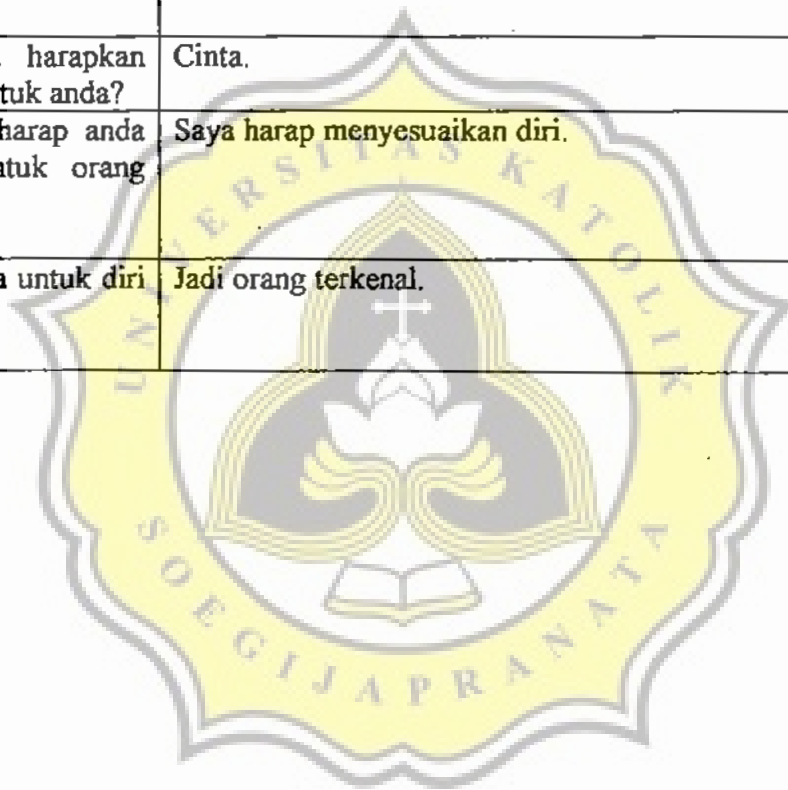 harapkan Cinta.
tuk anda?
harap anda Saya harap menyesuaikan diri.
tuk orang
a untuk diri Jadi orang terkenal.
UNIVERSITAS KATOLIK
SOEGIJAPRANATA